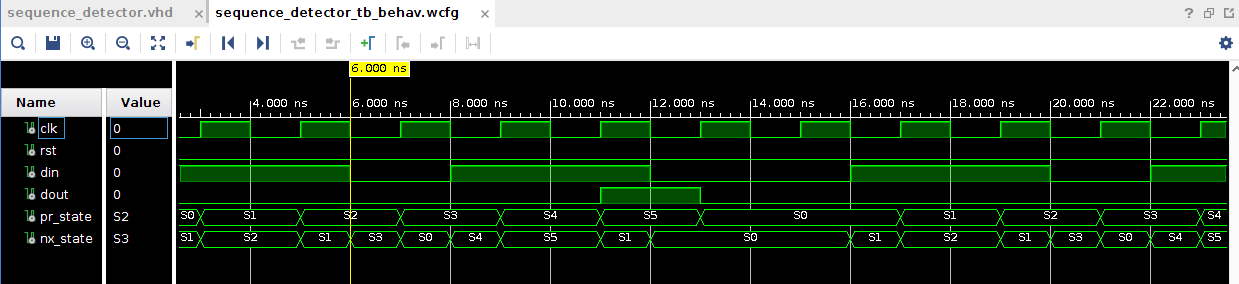 sequence_detector.vhd × sequence_detector_tb_behav.wcfg ×
?
6.000 ns
Name Value 4.000 ns 6.000 ns 8.000 ns 10.000 ns 12.000 ns 14.000 ns 16.000 ns 18.000 ns 20.000 ns 22.000 ns
clk 0
rst 0
din 0
dout 0
pr_state S2 S0 S1 S2 S3 S4 S5 S0 S1 S2 S3 S4
nx_state S3 S1 S2 S1 S3 S0 S4 S5 S1 S0 S1 S2 S1 S3 S0 S4 S5